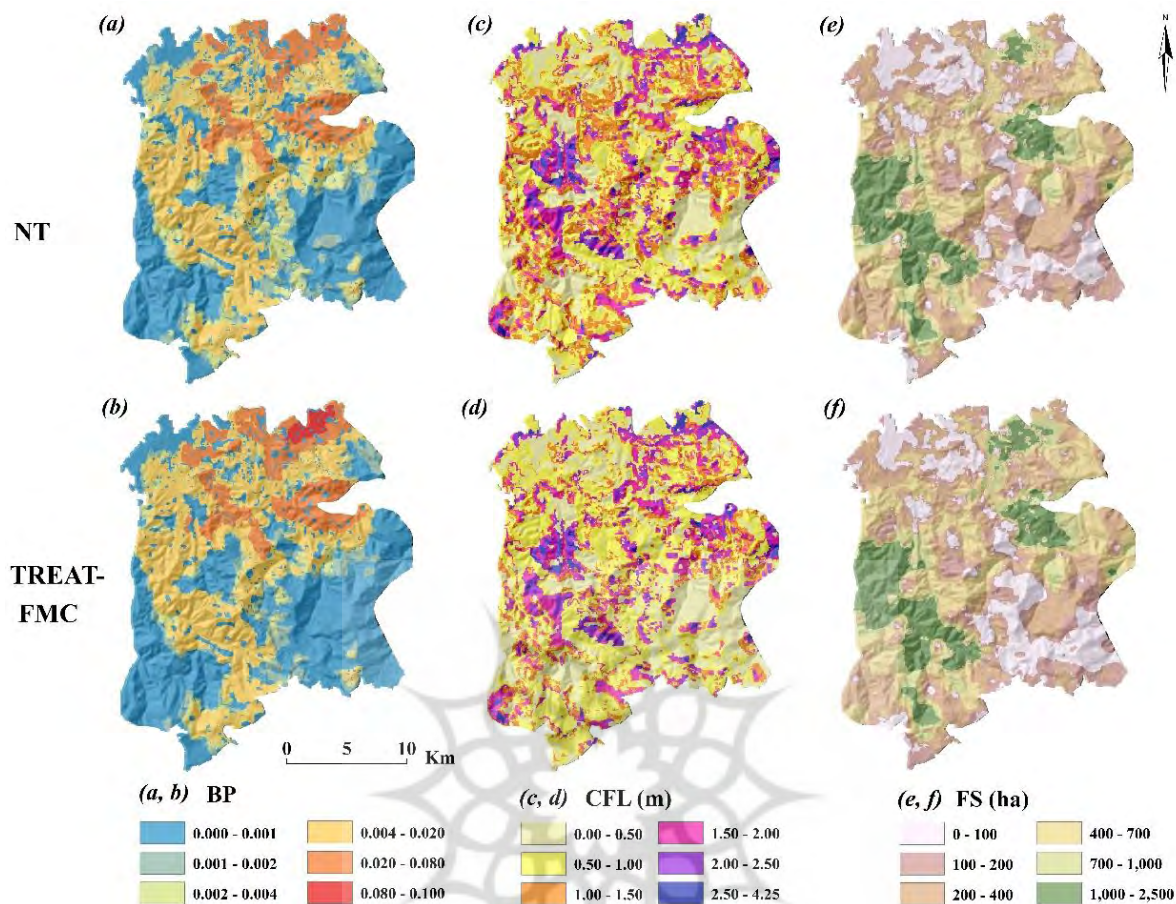 (a)
(c)
(e)
N
NT
(b)
(d)
(f)
TREAT-
FMC
0 5 10 Km
(a, b) BP
0.000 - 0.001
0.001 - 0.002
0.002 - 0.004
0.004 - 0.020
0.020 - 0.080
0.080 - 0.100
(c, d) CFL (m)
0.00 - 0.50
0.50 - 1.00
1.00 - 1.50
1.50 - 2.00
2.00 - 2.50
2.50 - 4.25
(e, f) FS (ha)
0 - 100
100 - 200
200 - 400
400 - 700
700 - 1,000
1,000 - 2,500